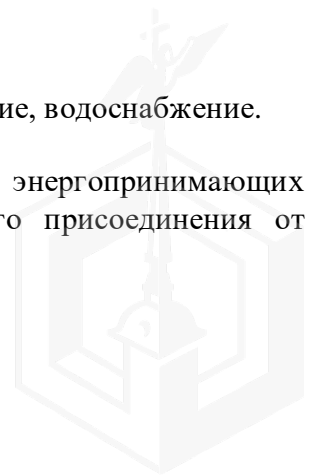 ие, водоснабжение.
энергопринимающих
го присоединения от